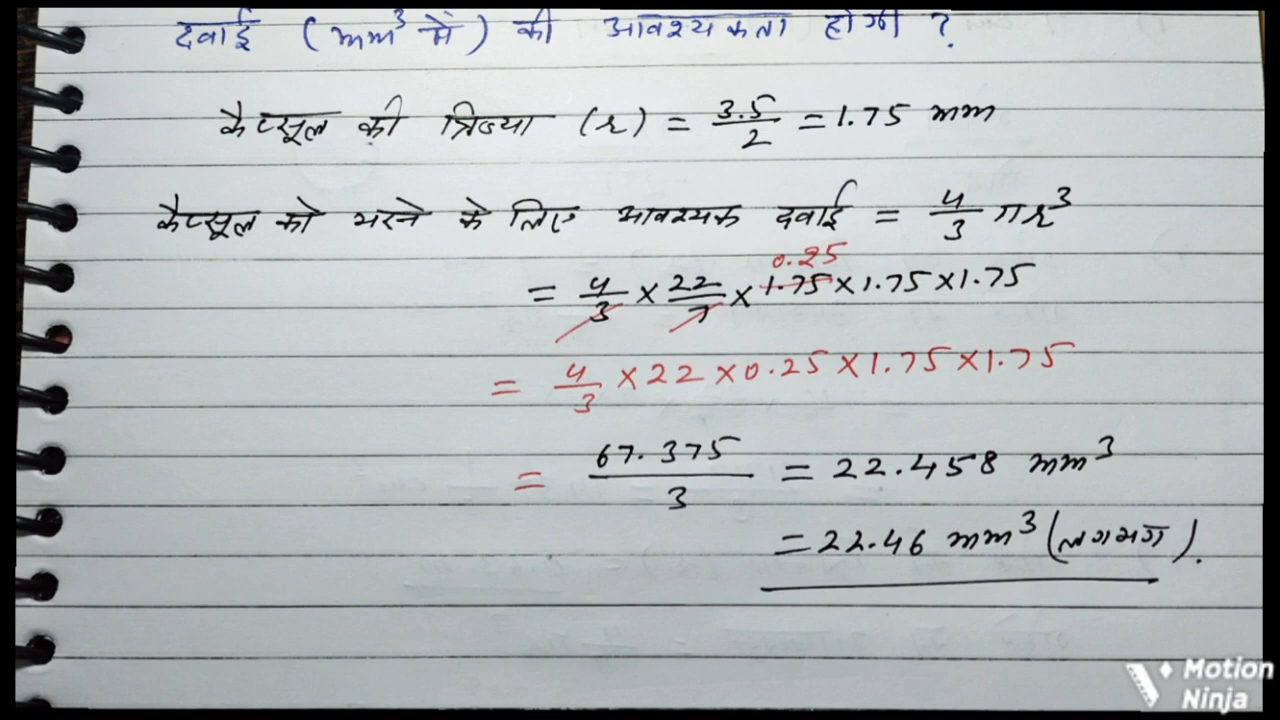 दवाई (mm³ में) की आवश्यकता होगी ?
कैप्सूल की त्रिज्या (r) = 3.5/2 = 1.75 mm
कैप्सूल को भरने के लिए आवश्यक दवाई = 4/3 πr³
0.25
= 4/3 × 22/7 × 1.75 × 1.75 × 1.75
= 4/3 × 22 × 0.25 × 1.75 × 1.75
= 67.375/3 = 22.458 mm³
= 22.46 mm³ (लगभग).
Motion
Ninja